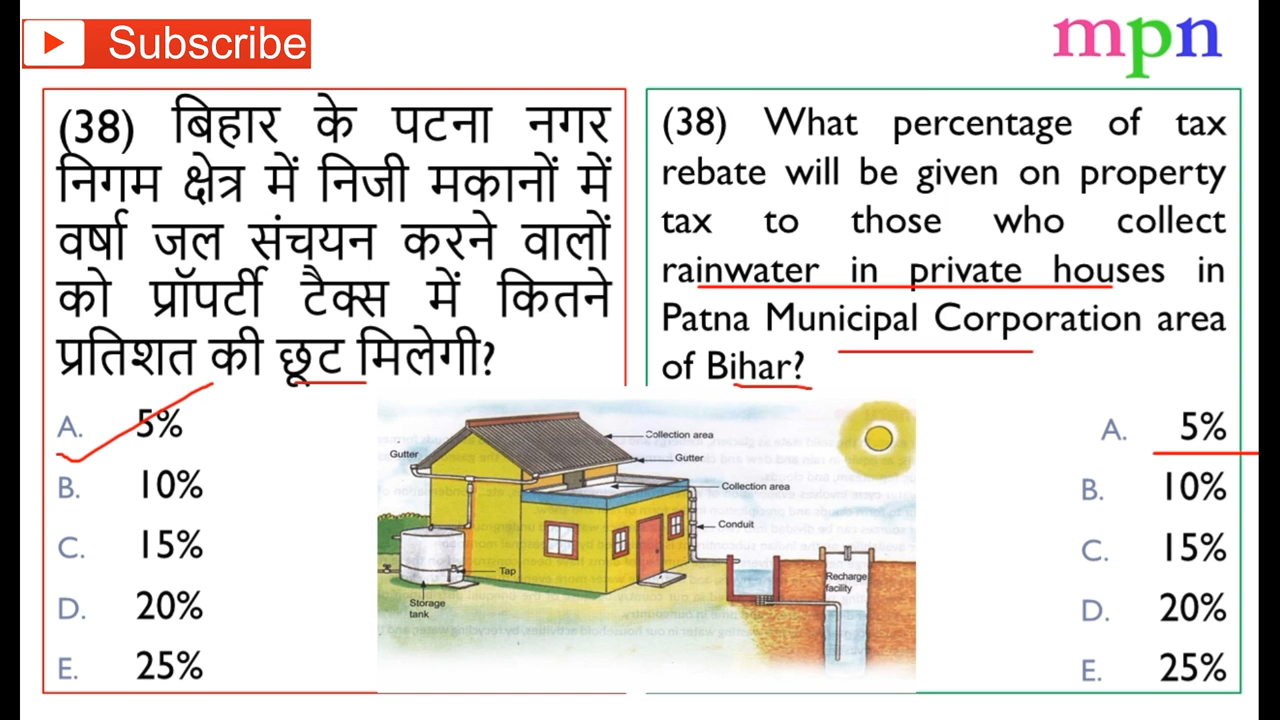 Subscribe
mpn
(38) बिहार के पटना नगर
निगम क्षेत्र में निजी मकानों में
वर्षा जल संचयन करने वालों
को प्रॉपर्टी टैक्स में कितने
प्रतिशत की छूट मिलेगी?
A. 5%
B. 10%
C. 15%
D. 20%
E. 25%
(38) What percentage of tax
rebate will be given on property
tax to those who collect
rainwater in private houses in
Patna Municipal Corporation area
of Bihar?
A. 5%
B. 10%
C. 15%
D. 20%
E. 25%
Collection area
Gutter
Gutter
Collection area
Conduit
Tap
Storage
tank
Recharge
facility